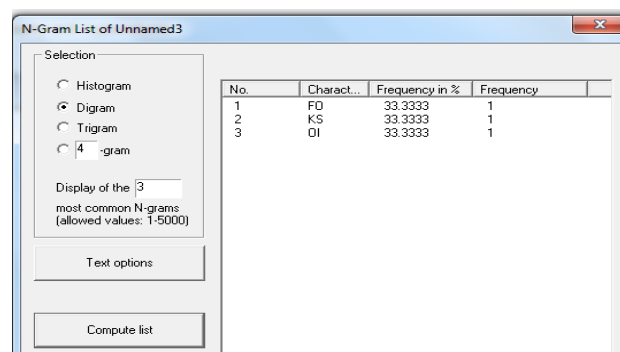 N-Gram List of Unnamed3
Selection
Histogram
Digram
Trigram
4 -gram
Display of the 3
most common N-grams
(allowed values: 1-5000)
Text options
Compute list
No. Charact... Frequency in % Frequency
1 FO 33.3333 1
2 KS 33.3333 1
3 OI 33.3333 1